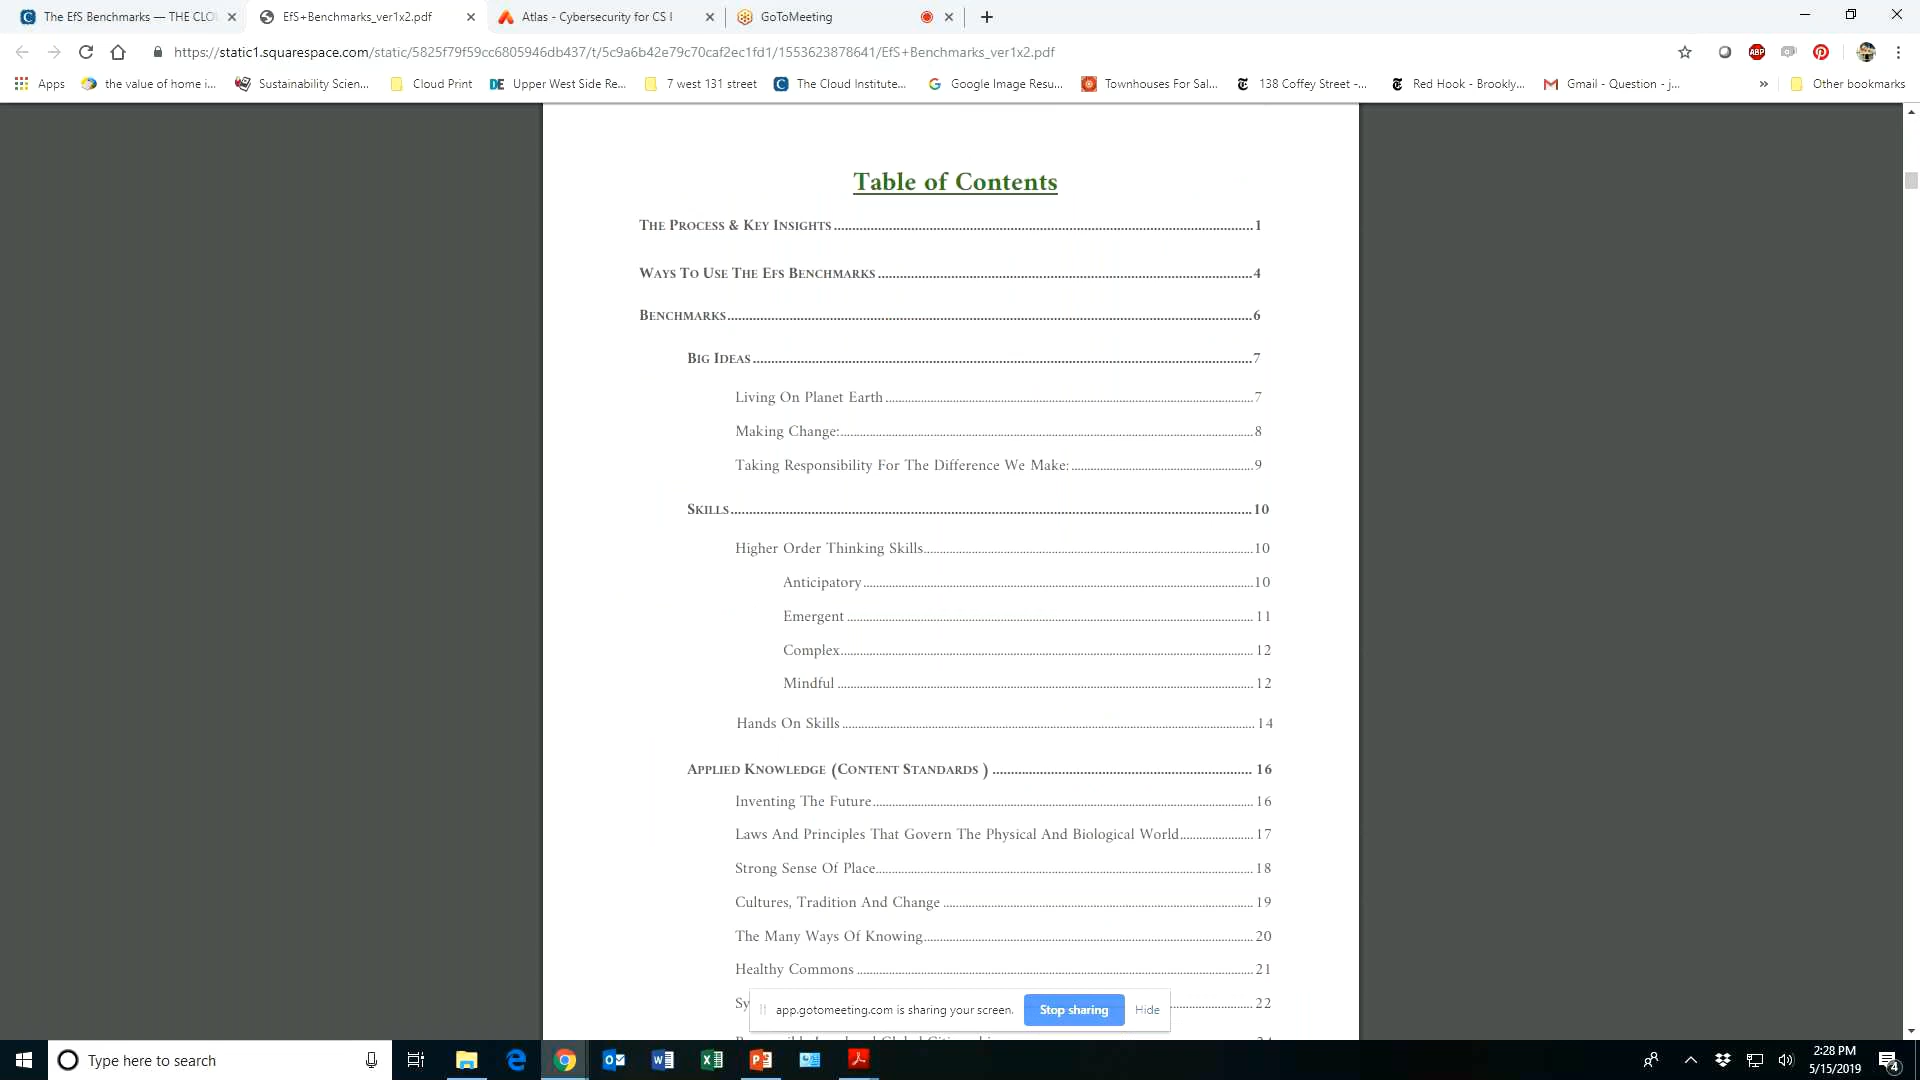 The EfS Benchmarks — THE CLO
EfS+Benchmarks_ver1x2.pdf
Atlas - Cybersecurity for CS I
GoToMeeting
https://static1.squarespace.com/static/5825f79f59cc6805946db437/t/5c9a6b42e79c70caf2ec1fd1/1553623878641/EfS+Benchmarks_ver1x2.pdf
ABP
Apps
the value of home i...
Sustainability Scien...
Cloud Print
DE Upper West Side Re...
7 west 131 street
The Cloud Institute...
Google Image Resu...
Townhouses For Sal...
138 Coffey Street -...
Red Hook - Brookly...
Gmail - Question - j...
»
Other bookmarks
Table of Contents
The Process & Key Insights 1
Ways To Use The Efs Benchmarks 4
Benchmarks 6
Big Ideas 7
Living On Planet Earth 7
Making Change: 8
Taking Responsibility For The Difference We Make: 9
Skills 10
Higher Order Thinking Skills 10
Anticipatory 10
Emergent 11
Complex 12
Mindful 12
Hands On Skills 14
Applied Knowledge (Content Standards ) 16
Inventing The Future 16
Laws And Principles That Govern The Physical And Biological World 17
Strong Sense Of Place 18
Cultures, Tradition And Change 19
The Many Ways Of Knowing 20
Healthy Commons 21
Sy 22
app.gotomeeting.com is sharing your screen.
Stop sharing
Hide
Type here to search
2:28 PM
5/15/2019
4